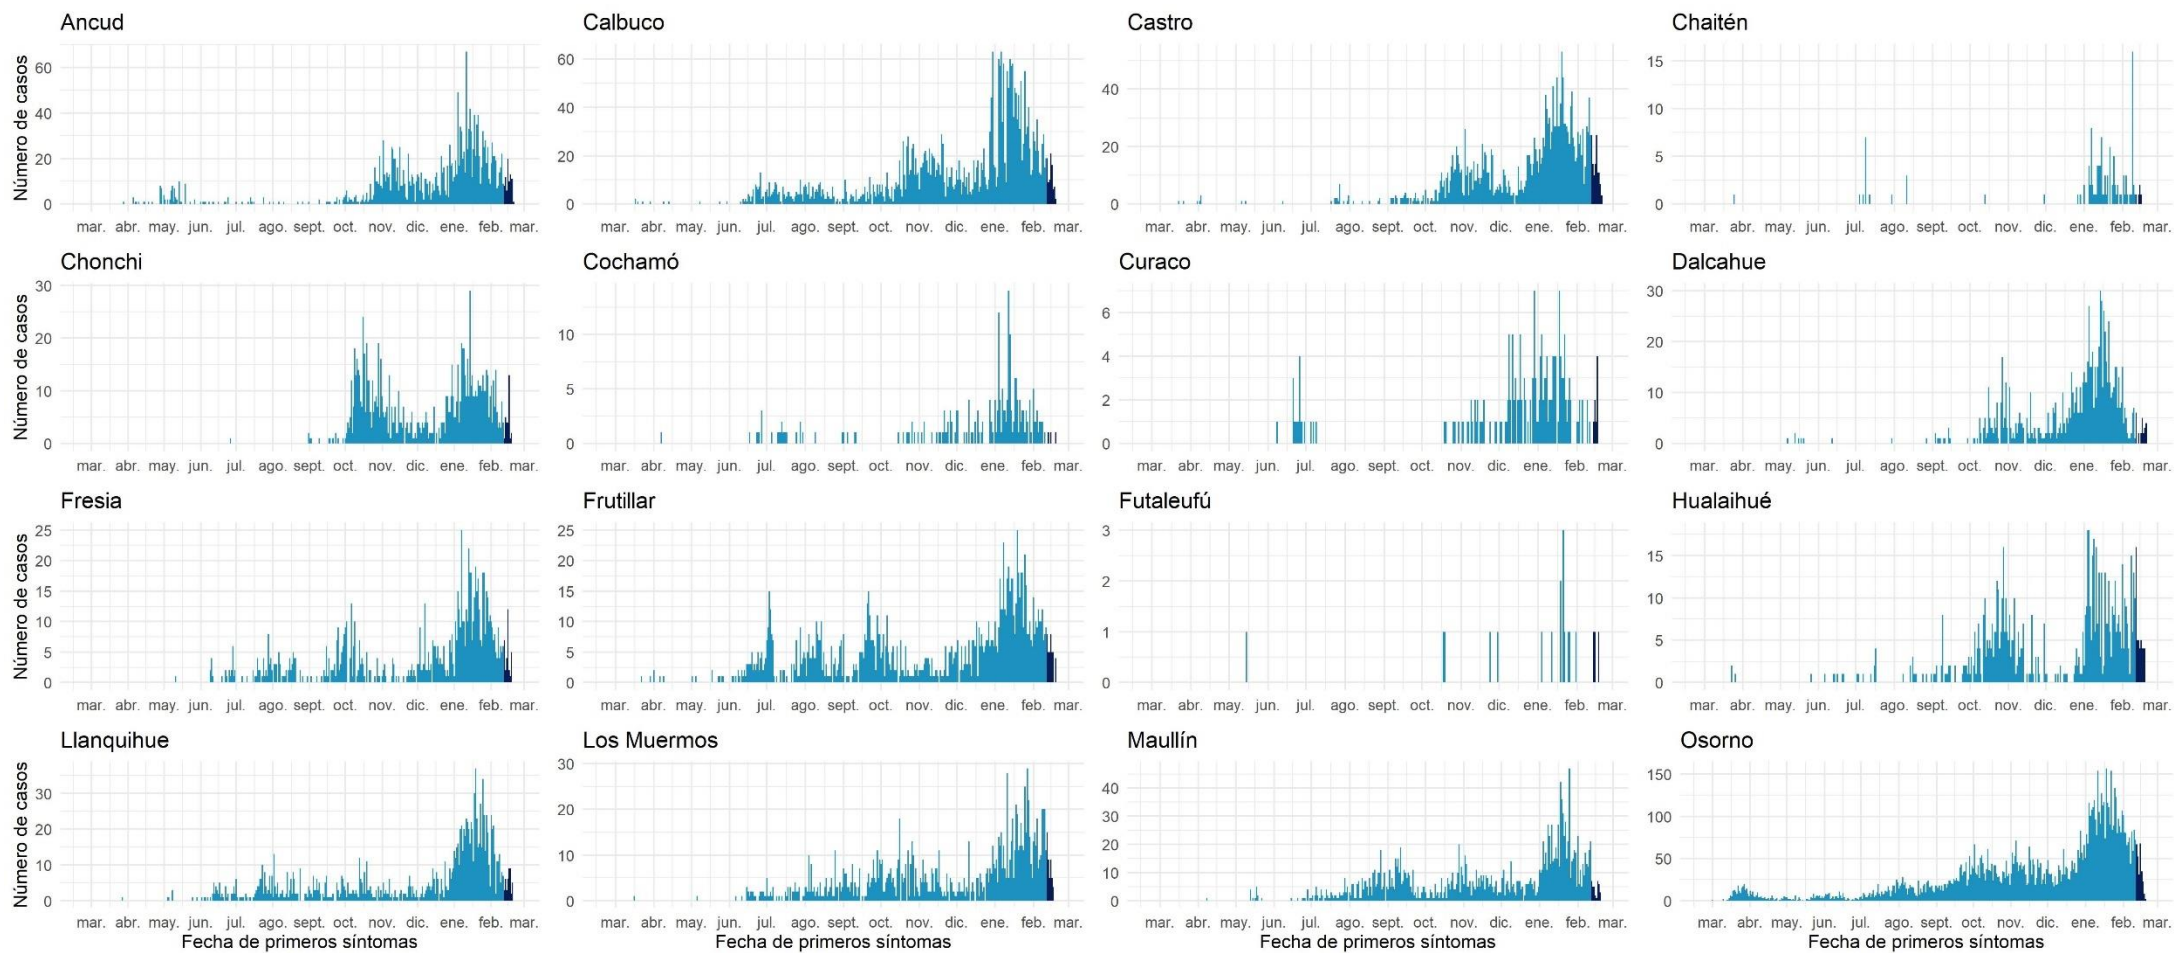 Ancud
Calbuco
Castro
Chaitén
Número de casos
60
40
20
0
60
40
20
0
40
20
0
15
10
5
0
mar. abr. may. jun. jul. ago. sept. oct. nov. dic. ene. feb. mar.
mar. abr. may. jun. jul. ago. sept. oct. nov. dic. ene. feb. mar.
mar. abr. may. jun. jul. ago. sept. oct. nov. dic. ene. feb. mar.
mar. abr. may. jun. jul. ago. sept. oct. nov. dic. ene. feb. mar.
Chonchi
Cochamó
Curaco
Dalcahue
Número de casos
30
20
10
0
10
5
0
6
4
2
0
30
20
10
0
mar. abr. may. jun. jul. ago. sept. oct. nov. dic. ene. feb. mar.
mar. abr. may. jun. jul. ago. sept. oct. nov. dic. ene. feb. mar.
mar. abr. may. jun. jul. ago. sept. oct. nov. dic. ene. feb. mar.
mar. abr. may. jun. jul. ago. sept. oct. nov. dic. ene. feb. mar.
Fresia
Frutillar
Futaleufú
Hualaihué
Número de casos
25
20
15
10
5
0
25
20
15
10
5
0
3
2
1
0
15
10
5
0
mar. abr. may. jun. jul. ago. sept. oct. nov. dic. ene. feb. mar.
mar. abr. may. jun. jul. ago. sept. oct. nov. dic. ene. feb. mar.
mar. abr. may. jun. jul. ago. sept. oct. nov. dic. ene. feb. mar.
mar. abr. may. jun. jul. ago. sept. oct. nov. dic. ene. feb. mar.
Llanquihue
Los Muermos
Maullín
Osorno
Número de casos
30
20
10
0
30
20
10
0
40
30
20
10
0
150
100
50
0
mar. abr. may. jun. jul. ago. sept. oct. nov. dic. ene. feb. mar.
mar. abr. may. jun. jul. ago. sept. oct. nov. dic. ene. feb. mar.
mar. abr. may. jun. jul. ago. sept. oct. nov. dic. ene. feb. mar.
mar. abr. may. jun. jul. ago. sept. oct. nov. dic. ene. feb. mar.
Fecha de primeros síntomas
Fecha de primeros síntomas
Fecha de primeros síntomas
Fecha de primeros síntomas